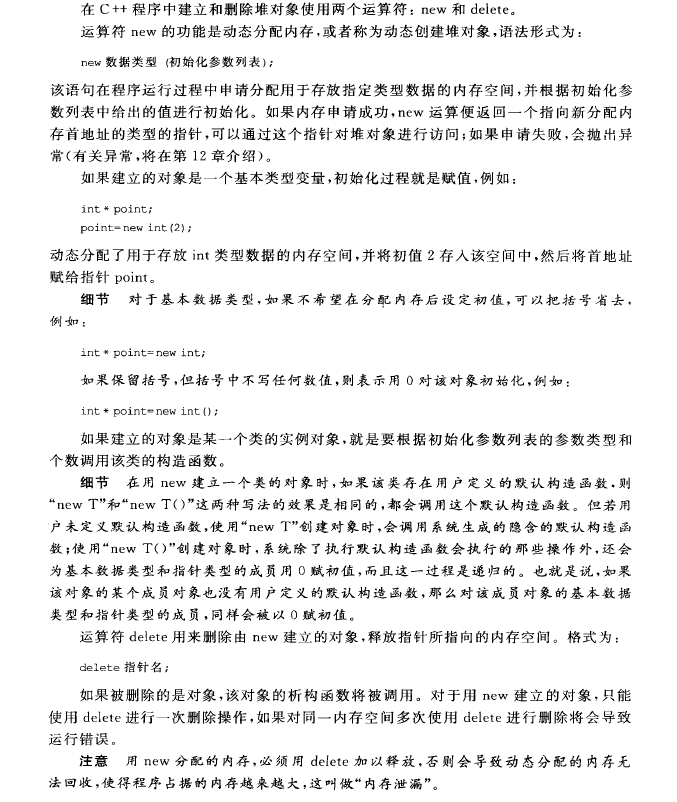 在 C++ 程序中建立和删除堆对象使用两个运算符：new 和 delete。
运算符 new 的功能是动态分配内存，或者称为动态创建堆对象，语法形式为：
new 数据类型 (初始化参数列表);
该语句在程序运行过程中申请分配用于存放指定类型数据的内存空间，并根据初始化参
数列表中给出的值进行初始化。如果内存申请成功，new 运算便返回一个指向新分配内
存首地址的类型的指针，可以通过这个指针对堆对象进行访问；如果申请失败，会抛出异
常(有关异常，将在第 12 章介绍)。
如果建立的对象是一个基本类型变量，初始化过程就是赋值，例如：
int * point;
point=new int(2);
动态分配了用于存放 int 类型数据的内存空间，并将初值 2 存入该空间中，然后将首地址
赋给指针 point。
细节 对于基本数据类型，如果不希望在分配内存后设定初值，可以把括号省去，
例如：
int * point=new int;
如果保留括号，但括号中不写任何数值，则表示用 0 对该对象初始化，例如：
int * point=new int();
如果建立的对象是某一个类的实例对象，就是要根据初始化参数列表的参数类型和
个数调用该类的构造函数。
细节 在用 new 建立一个类的对象时，如果该类存在用户定义的默认构造函数，则
“new T”和“new T()”这两种写法的效果是相同的，都会调用这个默认构造函数。但若用
户未定义默认构造函数，使用“new T”创建对象时，会调用系统生成的隐含的默认构造函
数；使用“new T()”创建对象时，系统除了执行默认构造函数会执行的那些操作外，还会
为基本数据类型和指针类型的成员用 0 赋初值，而且这一过程是递归的。也就是说，如果
该对象的某个成员对象也没有用户定义的默认构造函数，那么对该成员对象的基本数据
类型和指针类型的成员，同样会被以 0 赋初值。
运算符 delete 用来删除由 new 建立的对象，释放指针所指向的内存空间。格式为：
delete 指针名;
如果被删除的是对象，该对象的析构函数将被调用。对于用 new 建立的对象，只能
使用 delete 进行一次删除操作，如果对同一内存空间多次使用 delete 进行删除将会导致
运行错误。
注意 用 new 分配的内存，必须用 delete 加以释放，否则会导致动态分配的内存无
法回收，使得程序占据的内存越来越大，这叫做“内存泄漏”。